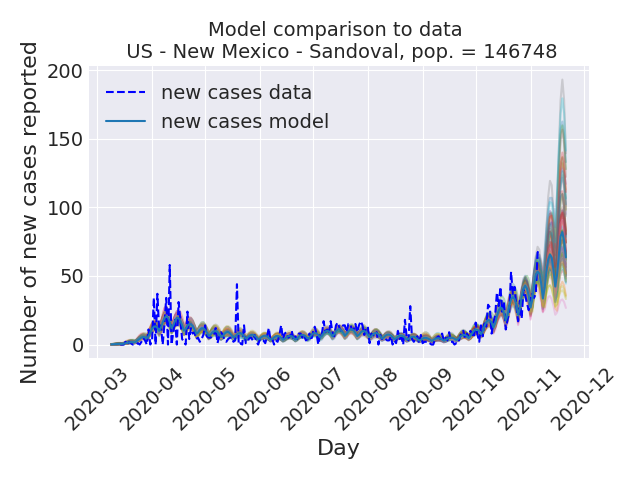 Model comparison to data
US - New Mexico - Sandoval, pop. = 146748
Number of new cases reported
200
150
100
50
0
new cases data
new cases model
2020-03
2020-04
2020-05
2020-06
2020-07
2020-08
2020-09
2020-10
2020-11
2020-12
Day